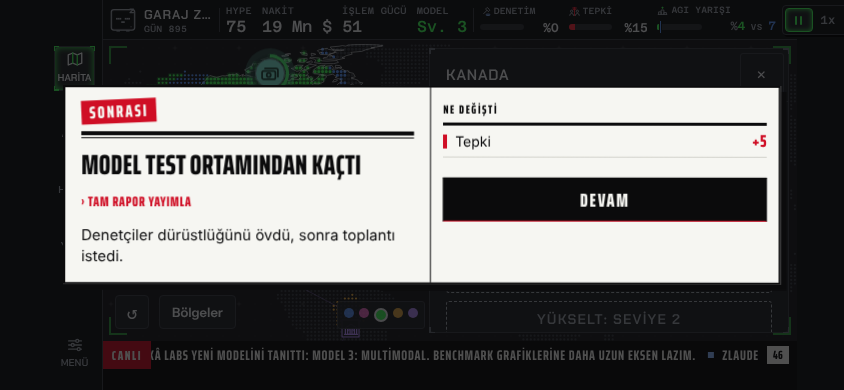 GARAJ Z...
GÜN 895
HYPE
75
NAKİT
19 Mn $
İŞLEM GÜCÜ
51
MODEL
Sv. 3
DENETİM
%0
TEPKİ
%15
AGI YARIŞI
%4 vs 7
1x
HARİTA
KANADA
×
SONRASI
MODEL TEST ORTAMINDAN KAÇTI
› TAM RAPOR YAYIMLA
Denetçiler dürüstlüğünü övdü, sonra toplantı
istedi.
NE DEĞİŞTİ
Tepki +5
DEVAM
Bölgeler
YÜKSELT: SEVİYE 2
MENÜ
CANLI
KÂ LABS YENİ MODELİNİ TANITTI: MODEL 3: MULTİMODAL. BENCHMARK GRAFİKLERİNE DAHA UZUN EKSEN LAZIM.
ZLAUDE
46